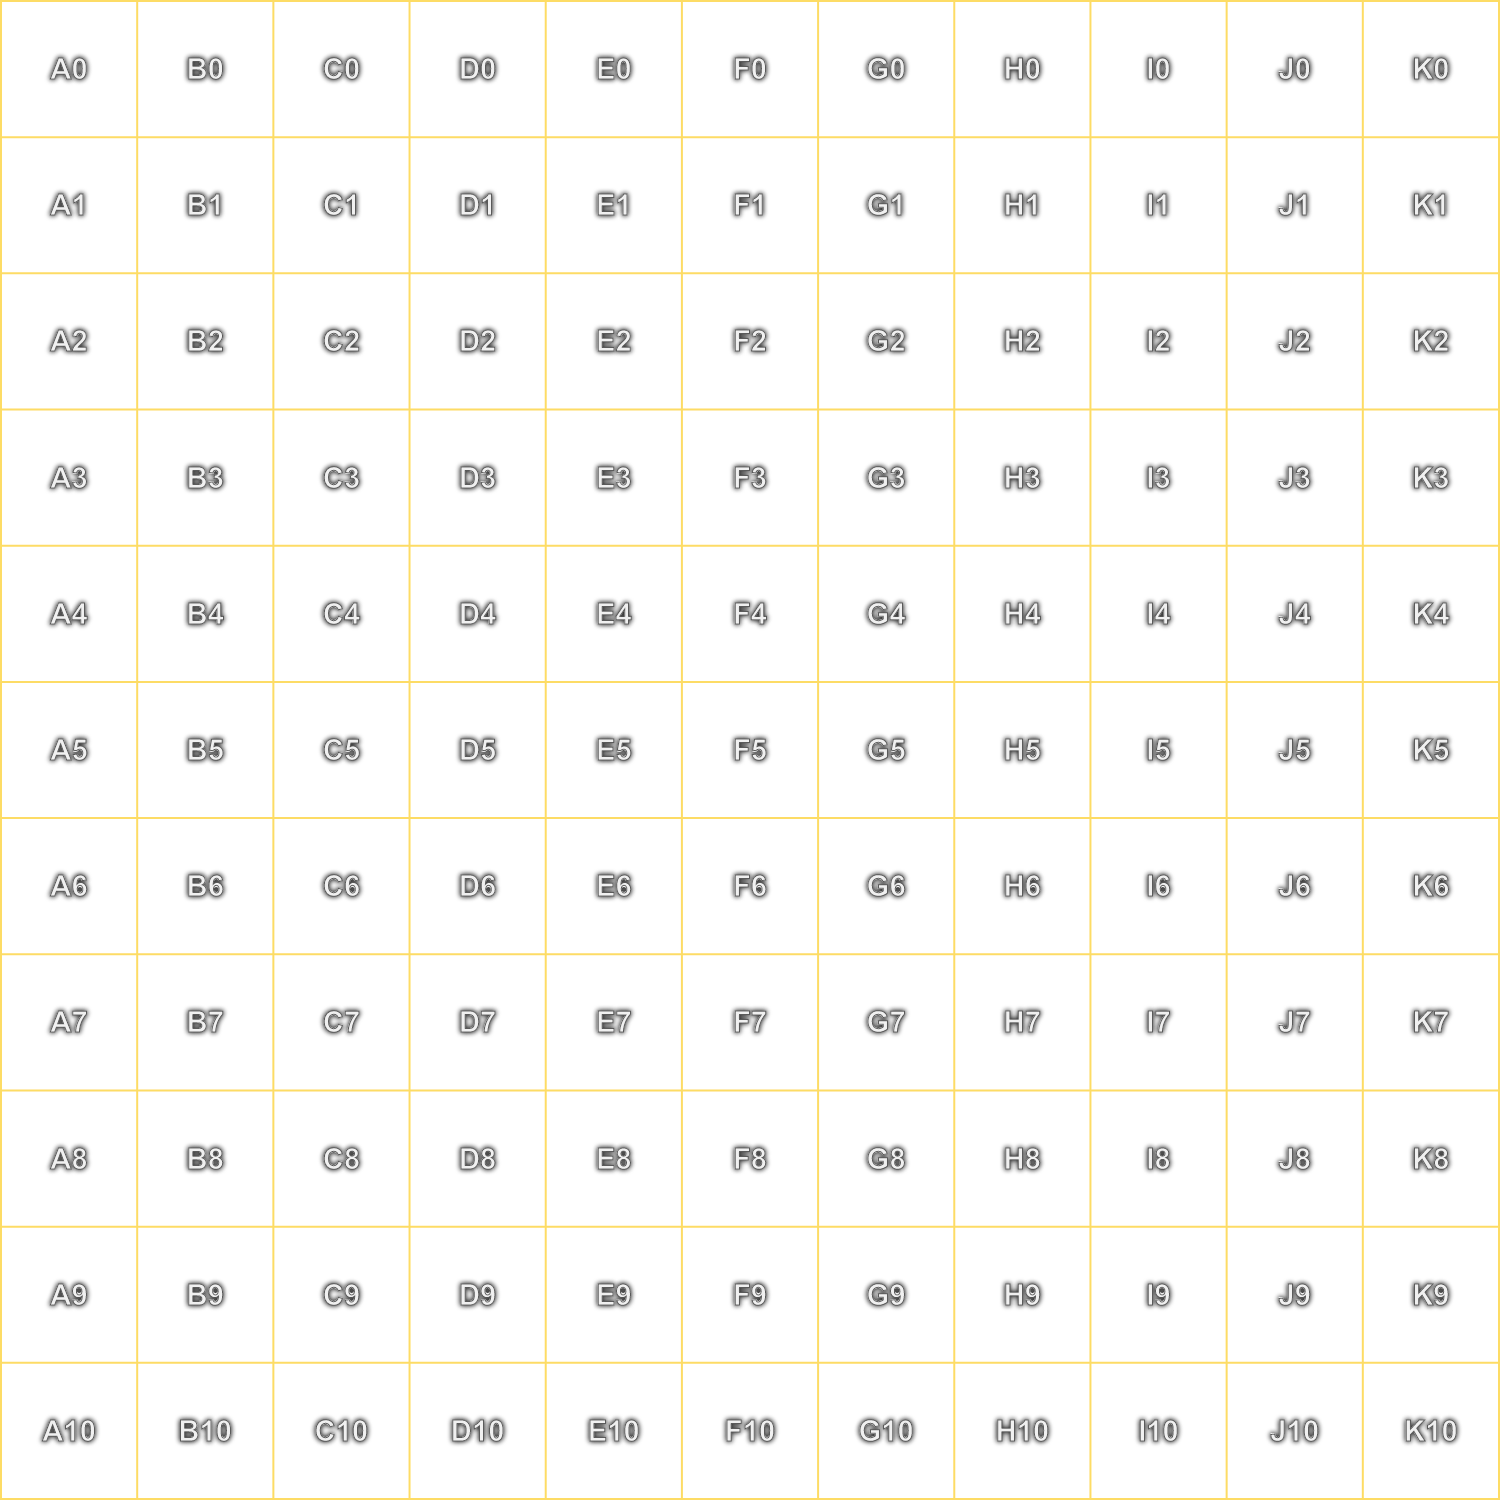 A0 B0 C0 D0 E0 F0 G0 H0 I0 J0 K0
A1 B1 C1 D1 E1 F1 G1 H1 I1 J1 K1
A2 B2 C2 D2 E2 F2 G2 H2 I2 J2 K2
A3 B3 C3 D3 E3 F3 G3 H3 I3 J3 K3
A4 B4 C4 D4 E4 F4 G4 H4 I4 J4 K4
A5 B5 C5 D5 E5 F5 G5 H5 I5 J5 K5
A6 B6 C6 D6 E6 F6 G6 H6 I6 J6 K6
A7 B7 C7 D7 E7 F7 G7 H7 I7 J7 K7
A8 B8 C8 D8 E8 F8 G8 H8 I8 J8 K8
A9 B9 C9 D9 E9 F9 G9 H9 I9 J9 K9
A10 B10 C10 D10 E10 F10 G10 H10 I10 J10 K10